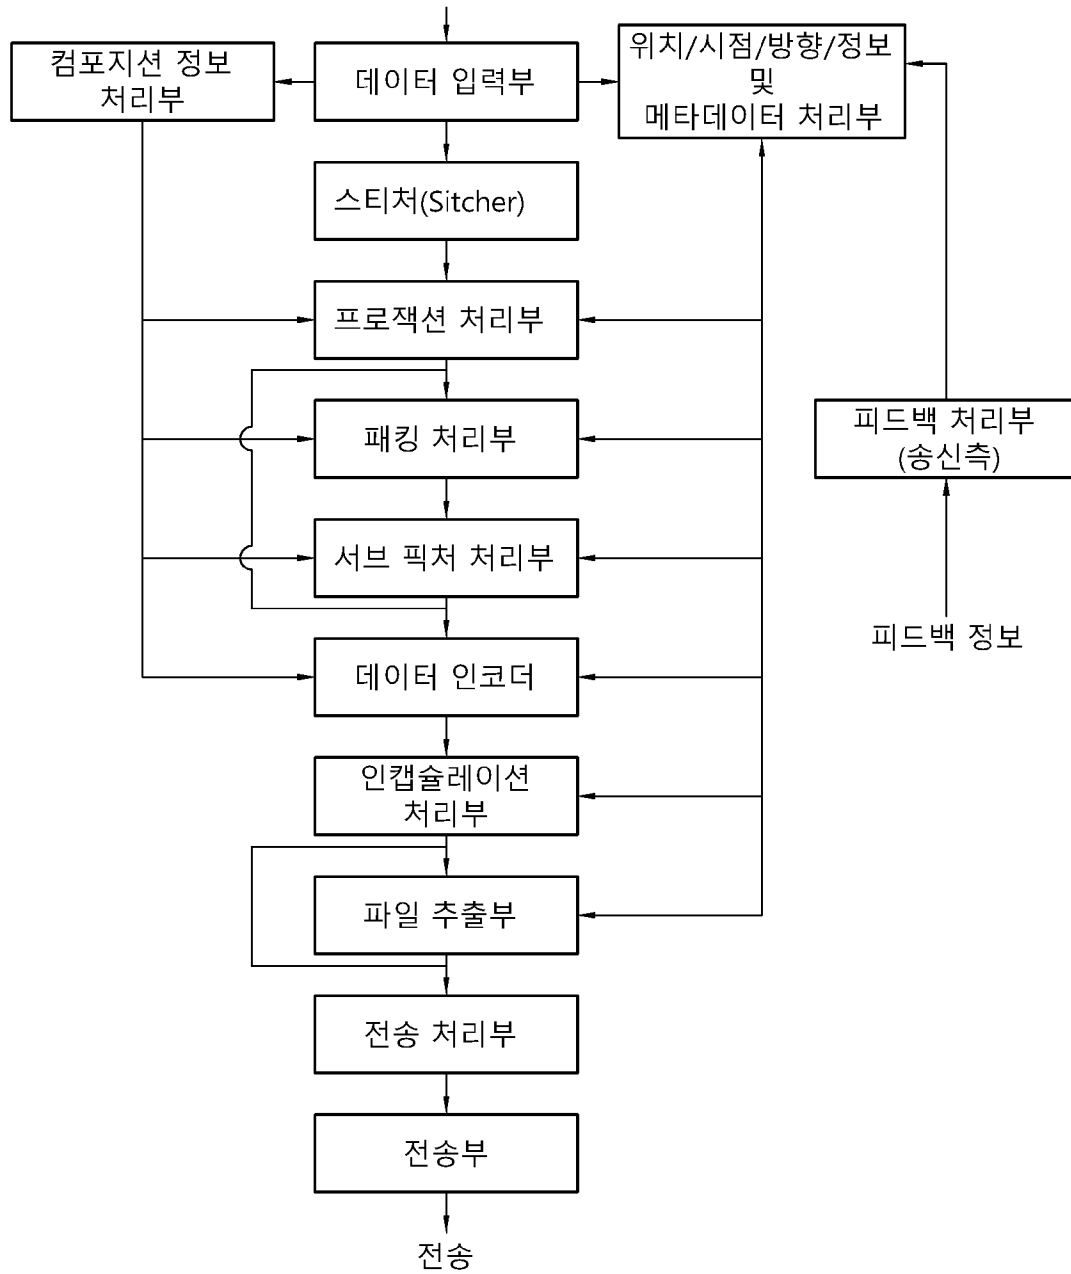 컴포지션 정보
처리부
데이터 입력부
위치/시점/방향/정보
및
메타데이터 처리부
스티처(Sitcher)
프로잭션 처리부
패킹 처리부
피드백 처리부
(송신측)
서브 픽처 처리부
피드백 정보
데이터 인코더
인캡슐레이션
처리부
파일 추출부
전송 처리부
전송부
전송